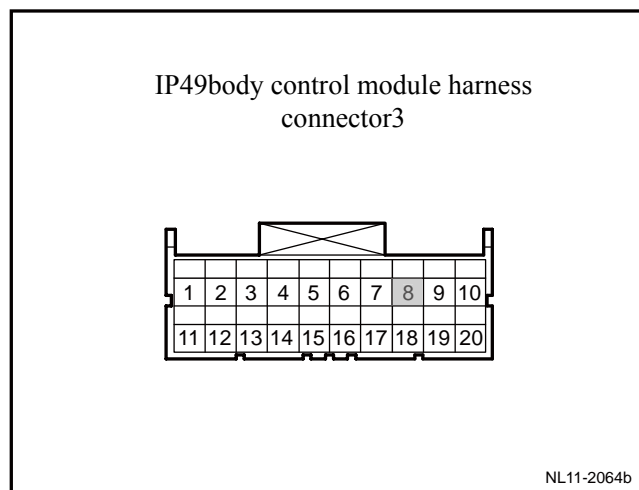 IP49body control module harness
connector3
1 2 3 4 5 6 7 8 9 10
11 12 13 14 15 16 17 18 19 20
NL11-2064b